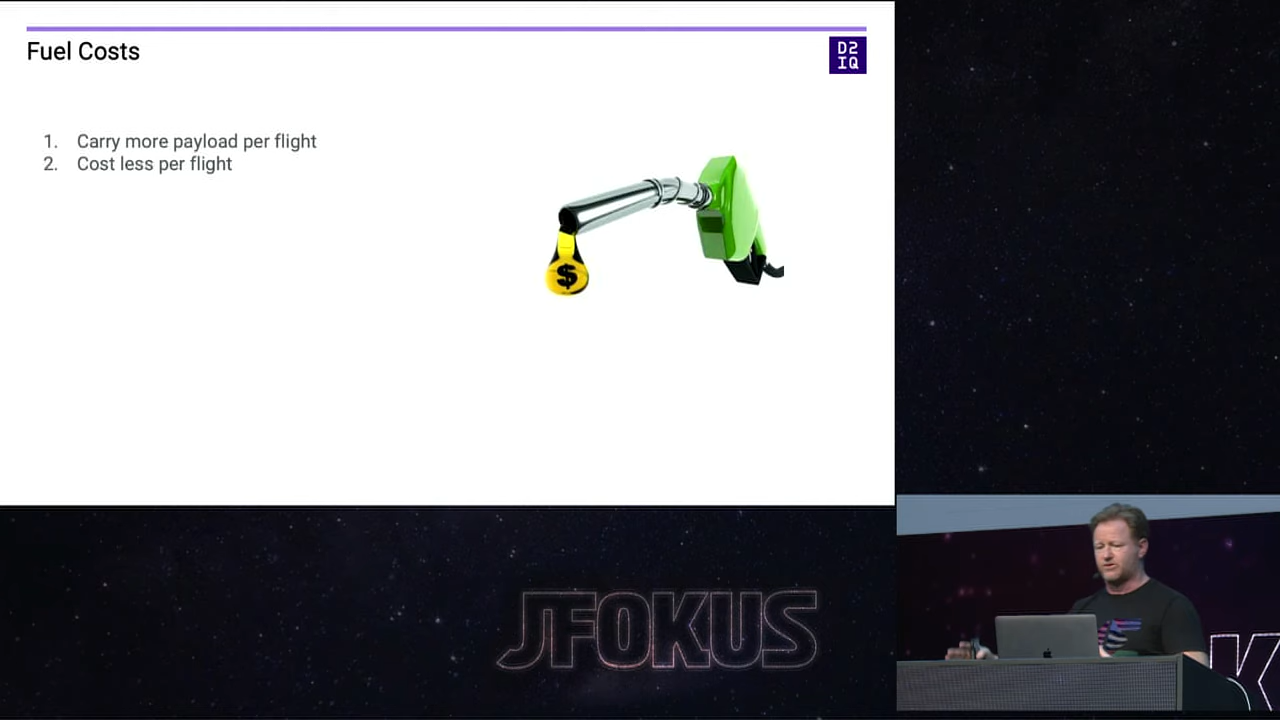 Fuel Costs
D2
IQ
1. Carry more payload per flight
2. Cost less per flight
$
JFOKUS
K